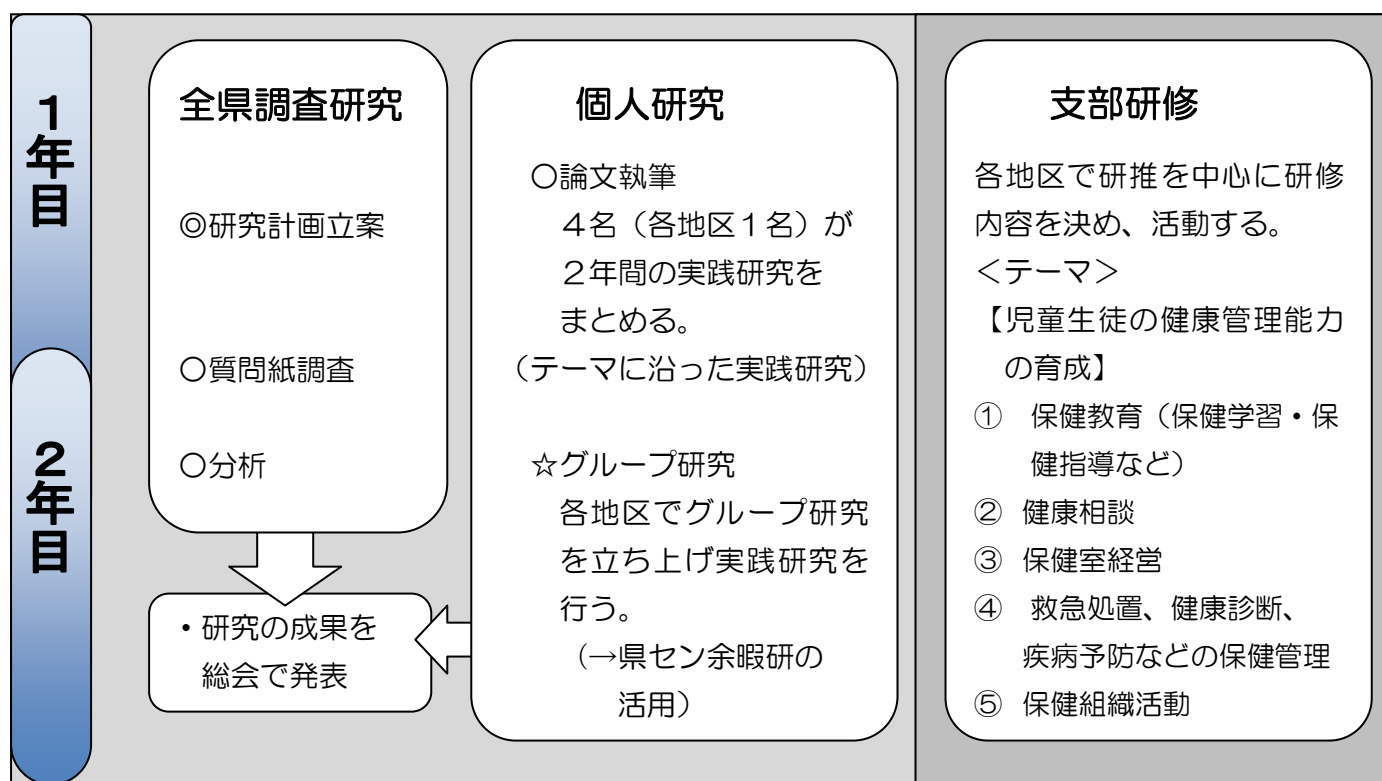 1年目
2年目
全県調査研究
◎研究計画立案
○質問紙調査
○分析
・研究の成果を
総会で発表
個人研究
○論文執筆
4名（各地区1名）が
2年間の実践研究を
まとめる。
（テーマに沿った実践研究）
☆グループ研究
各地区でグループ研究
を立ち上げ実践研究を
行う。
（→県セン余暇研の
活用）
支部研修
各地区で研推を中心に研修
内容を決め、活動する。
＜テーマ＞
【児童生徒の健康管理能力
の育成】
① 保健教育（保健学習・保
健指導など）
② 健康相談
③ 保健室経営
④ 救急処置、健康診断、
疾病予防などの保健管理
⑤ 保健組織活動